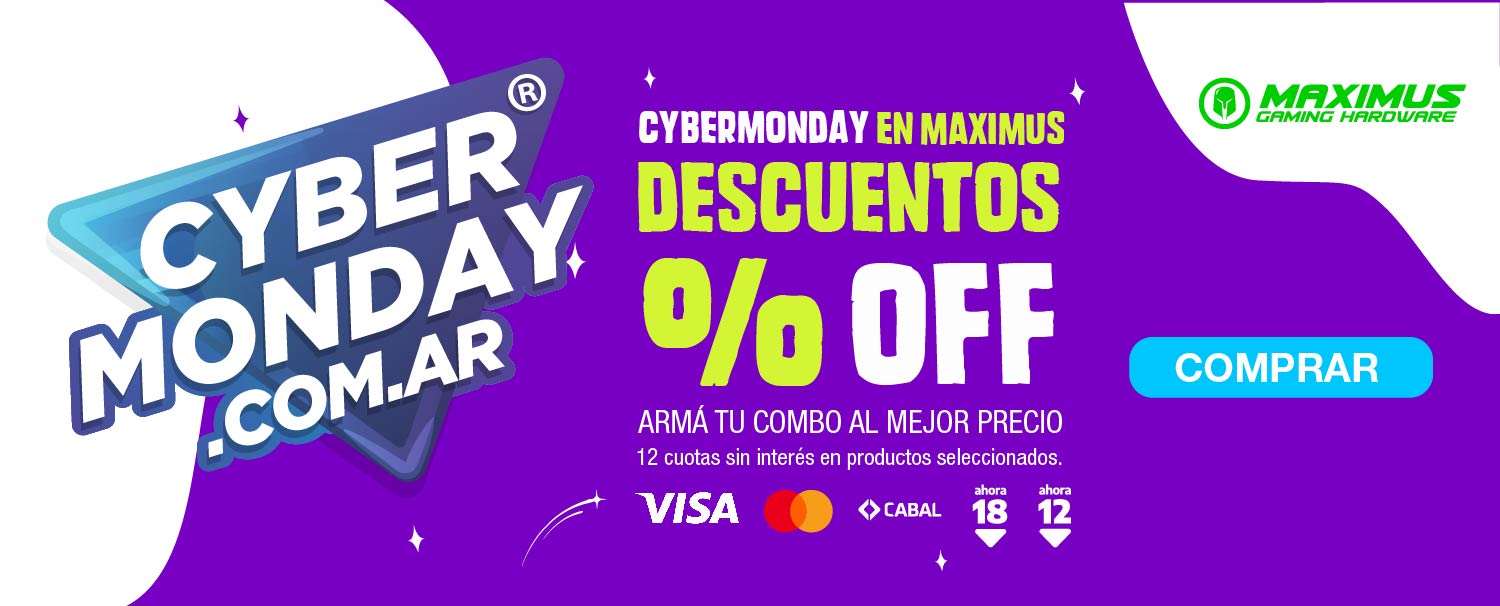 CYBER®
MONDAY
.COM.AR
CYBERMONDAY EN MAXIMUS
DESCUENTOS
% OFF
ARMÁ TU COMBO AL MEJOR PRECIO
12 cuotas sin interés en productos seleccionados.
VISA
CABAL
ahora
18
ahora
12
MAXIMUS
GAMING HARDWARE
COMPRAR